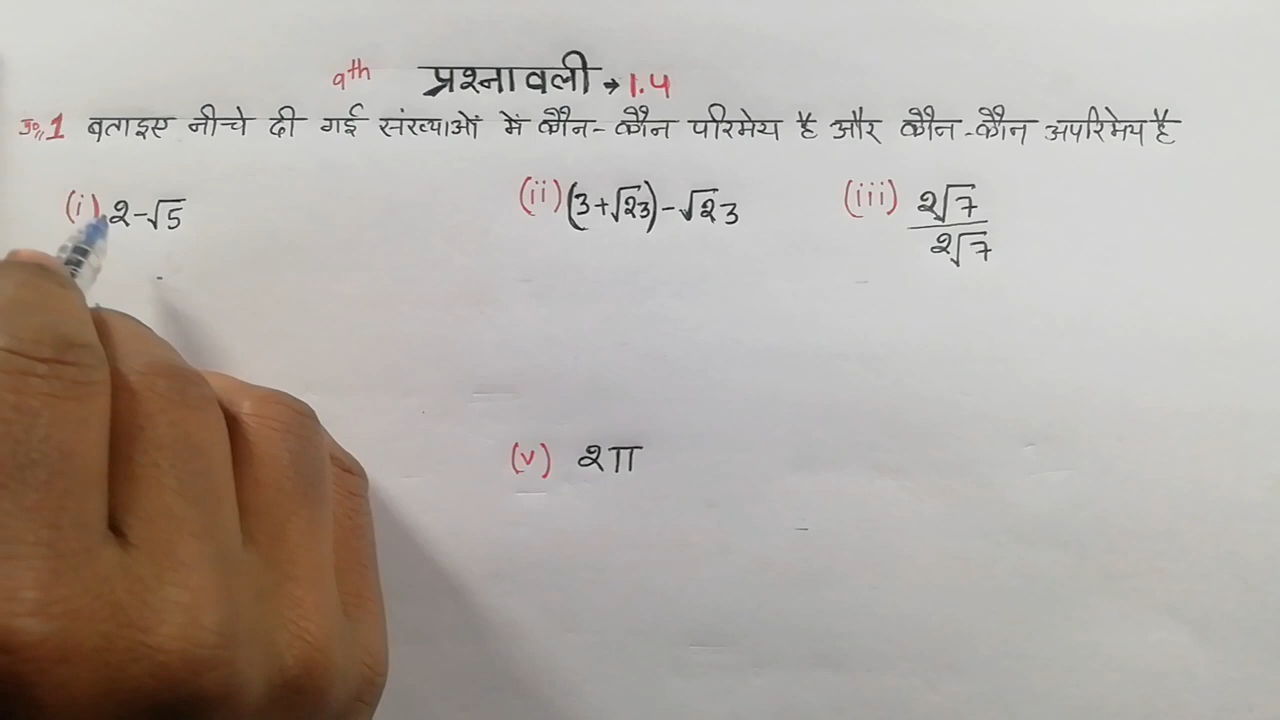 9th प्रश्नावली → 1.4
प्र०,1 बताइए नीचे दी गई संख्याओं में कौन-कौन परिमेय है और कौन-कौन अपरिमेय है
(i) 2-√5 (ii) (3+√23)-√23 (iii) 2√7/2√7
(v) 2π